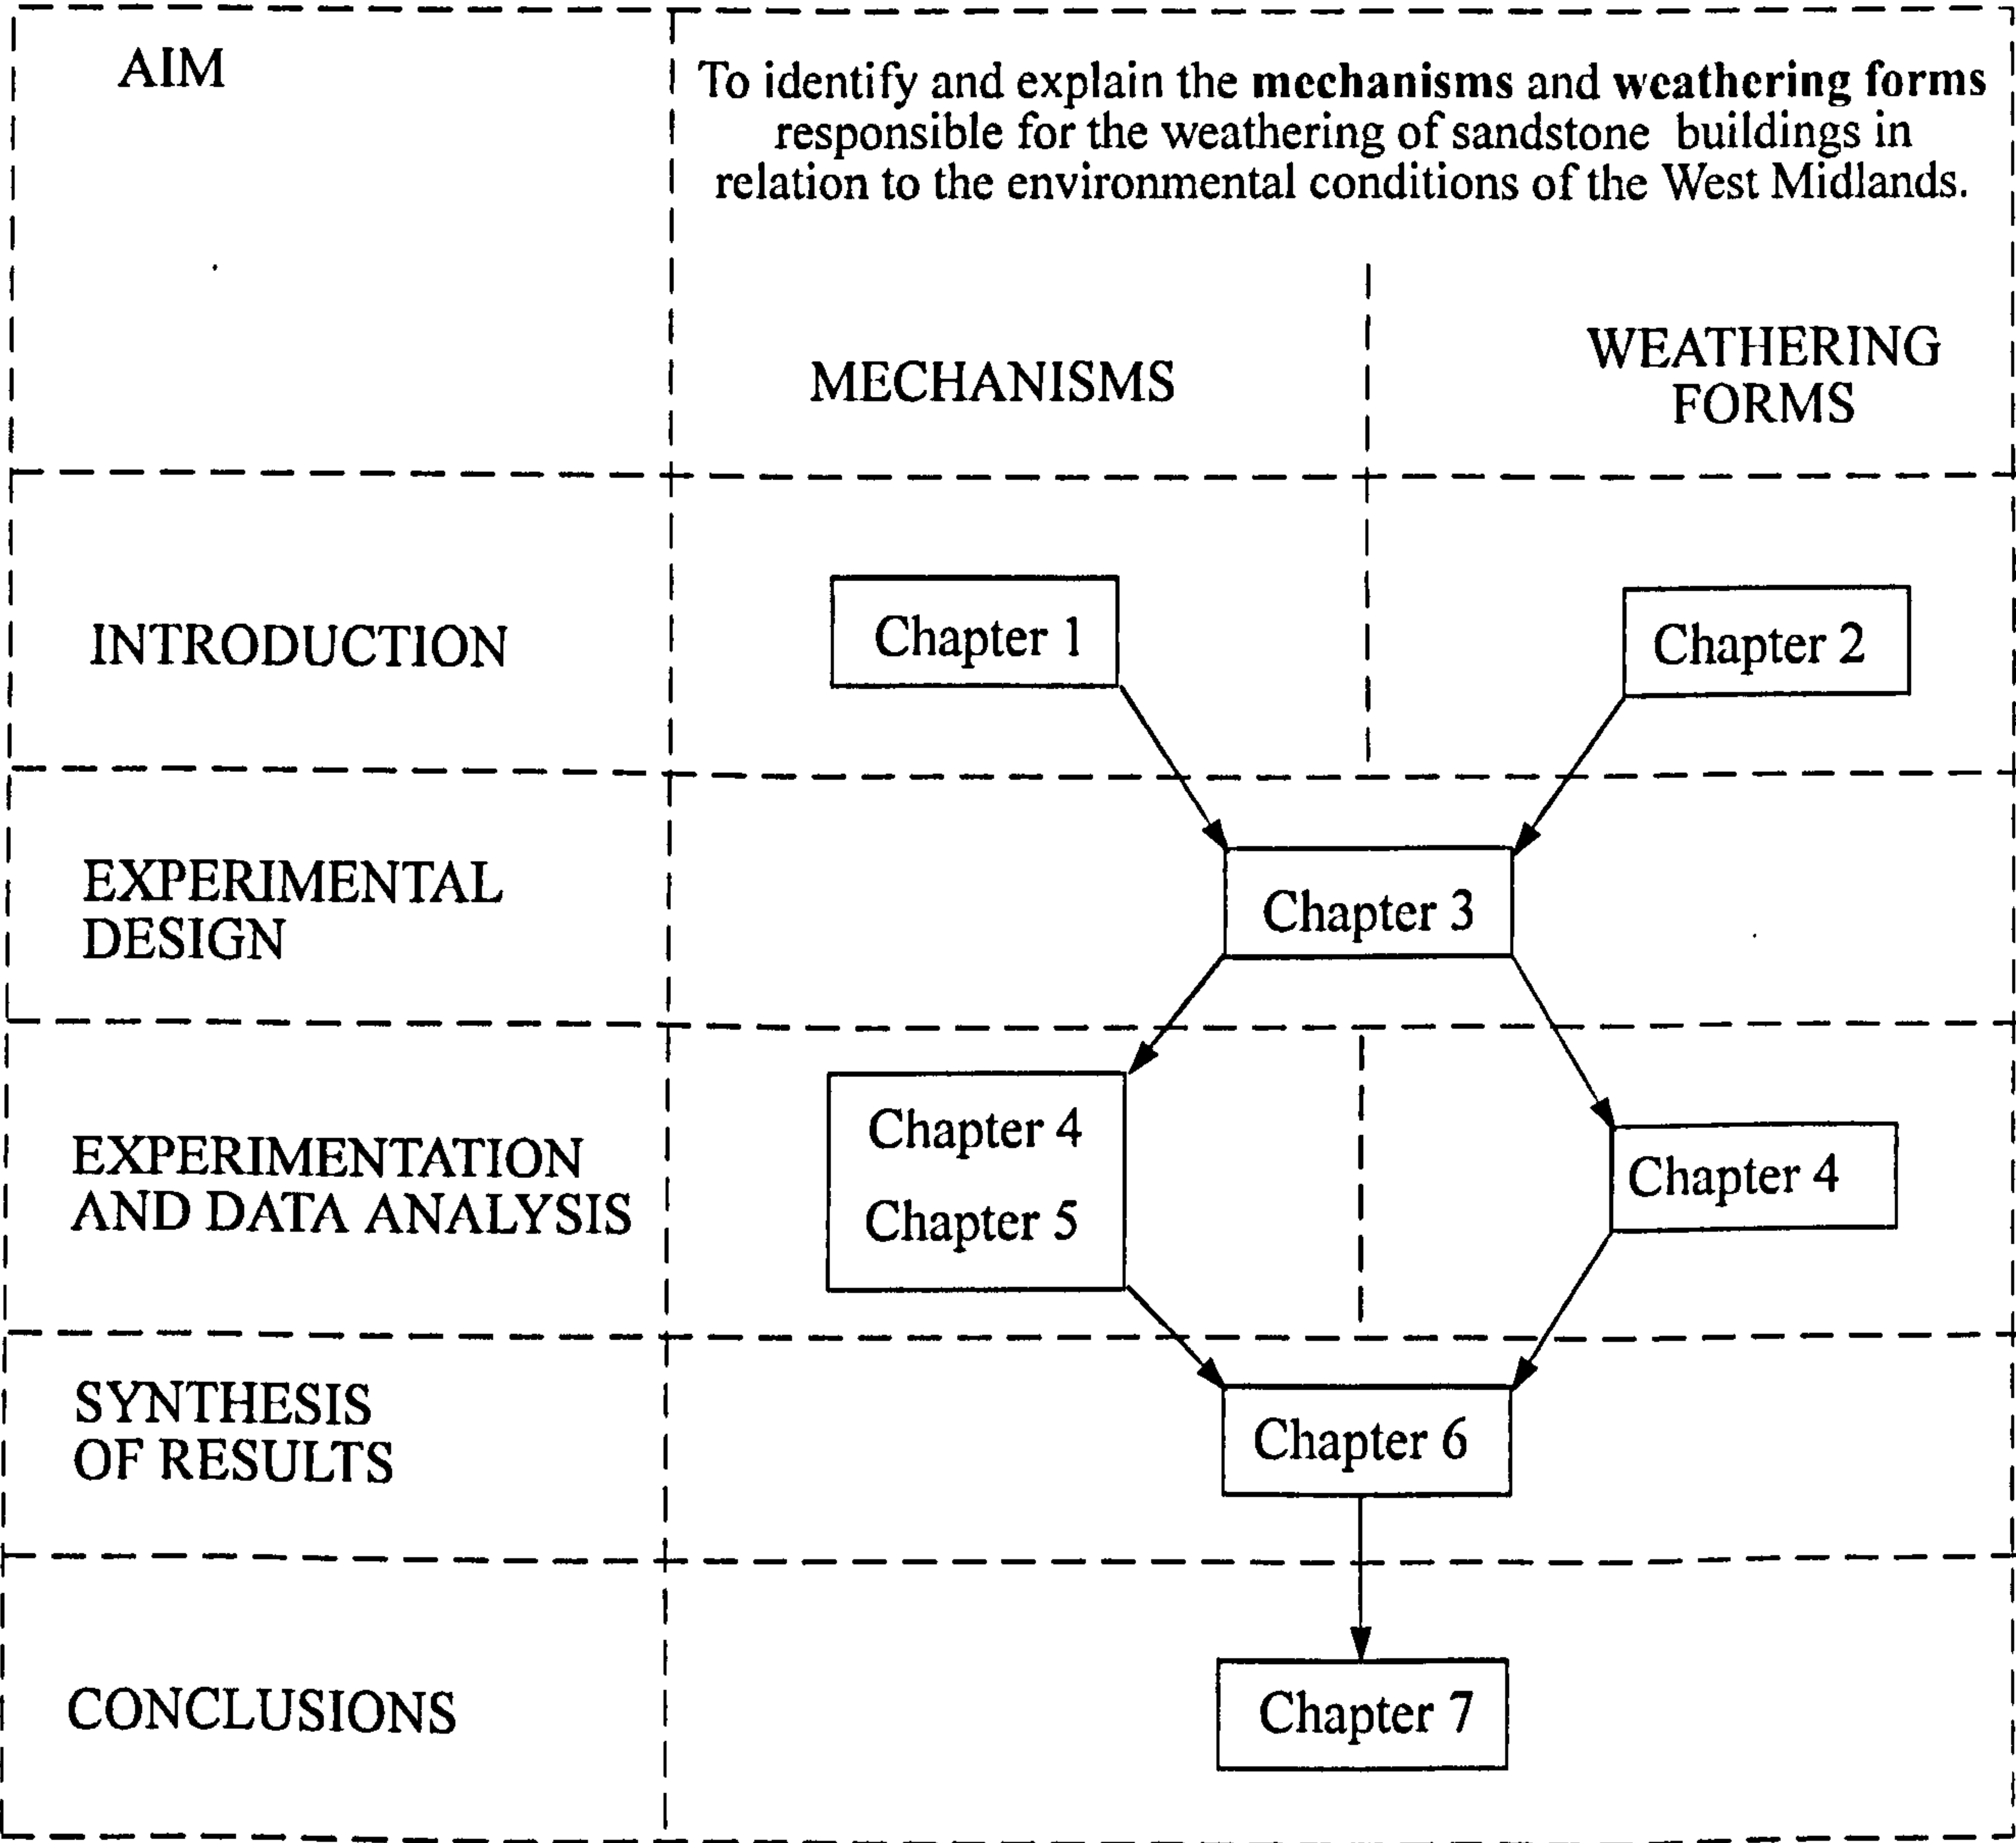 AIM
To identify and explain the mechanisms and weathering forms
responsible for the weathering of sandstone buildings in
relation to the environmental conditions of the West Midlands.
MECHANISMS
WEATHERING
FORMS
INTRODUCTION
Chapter 1
Chapter 2
EXPERIMENTAL
DESIGN
Chapter 3
EXPERIMENTATION
AND DATA ANALYSIS
Chapter 4
Chapter 5
Chapter 4
SYNTHESIS
OF RESULTS
Chapter 6
CONCLUSIONS
Chapter 7